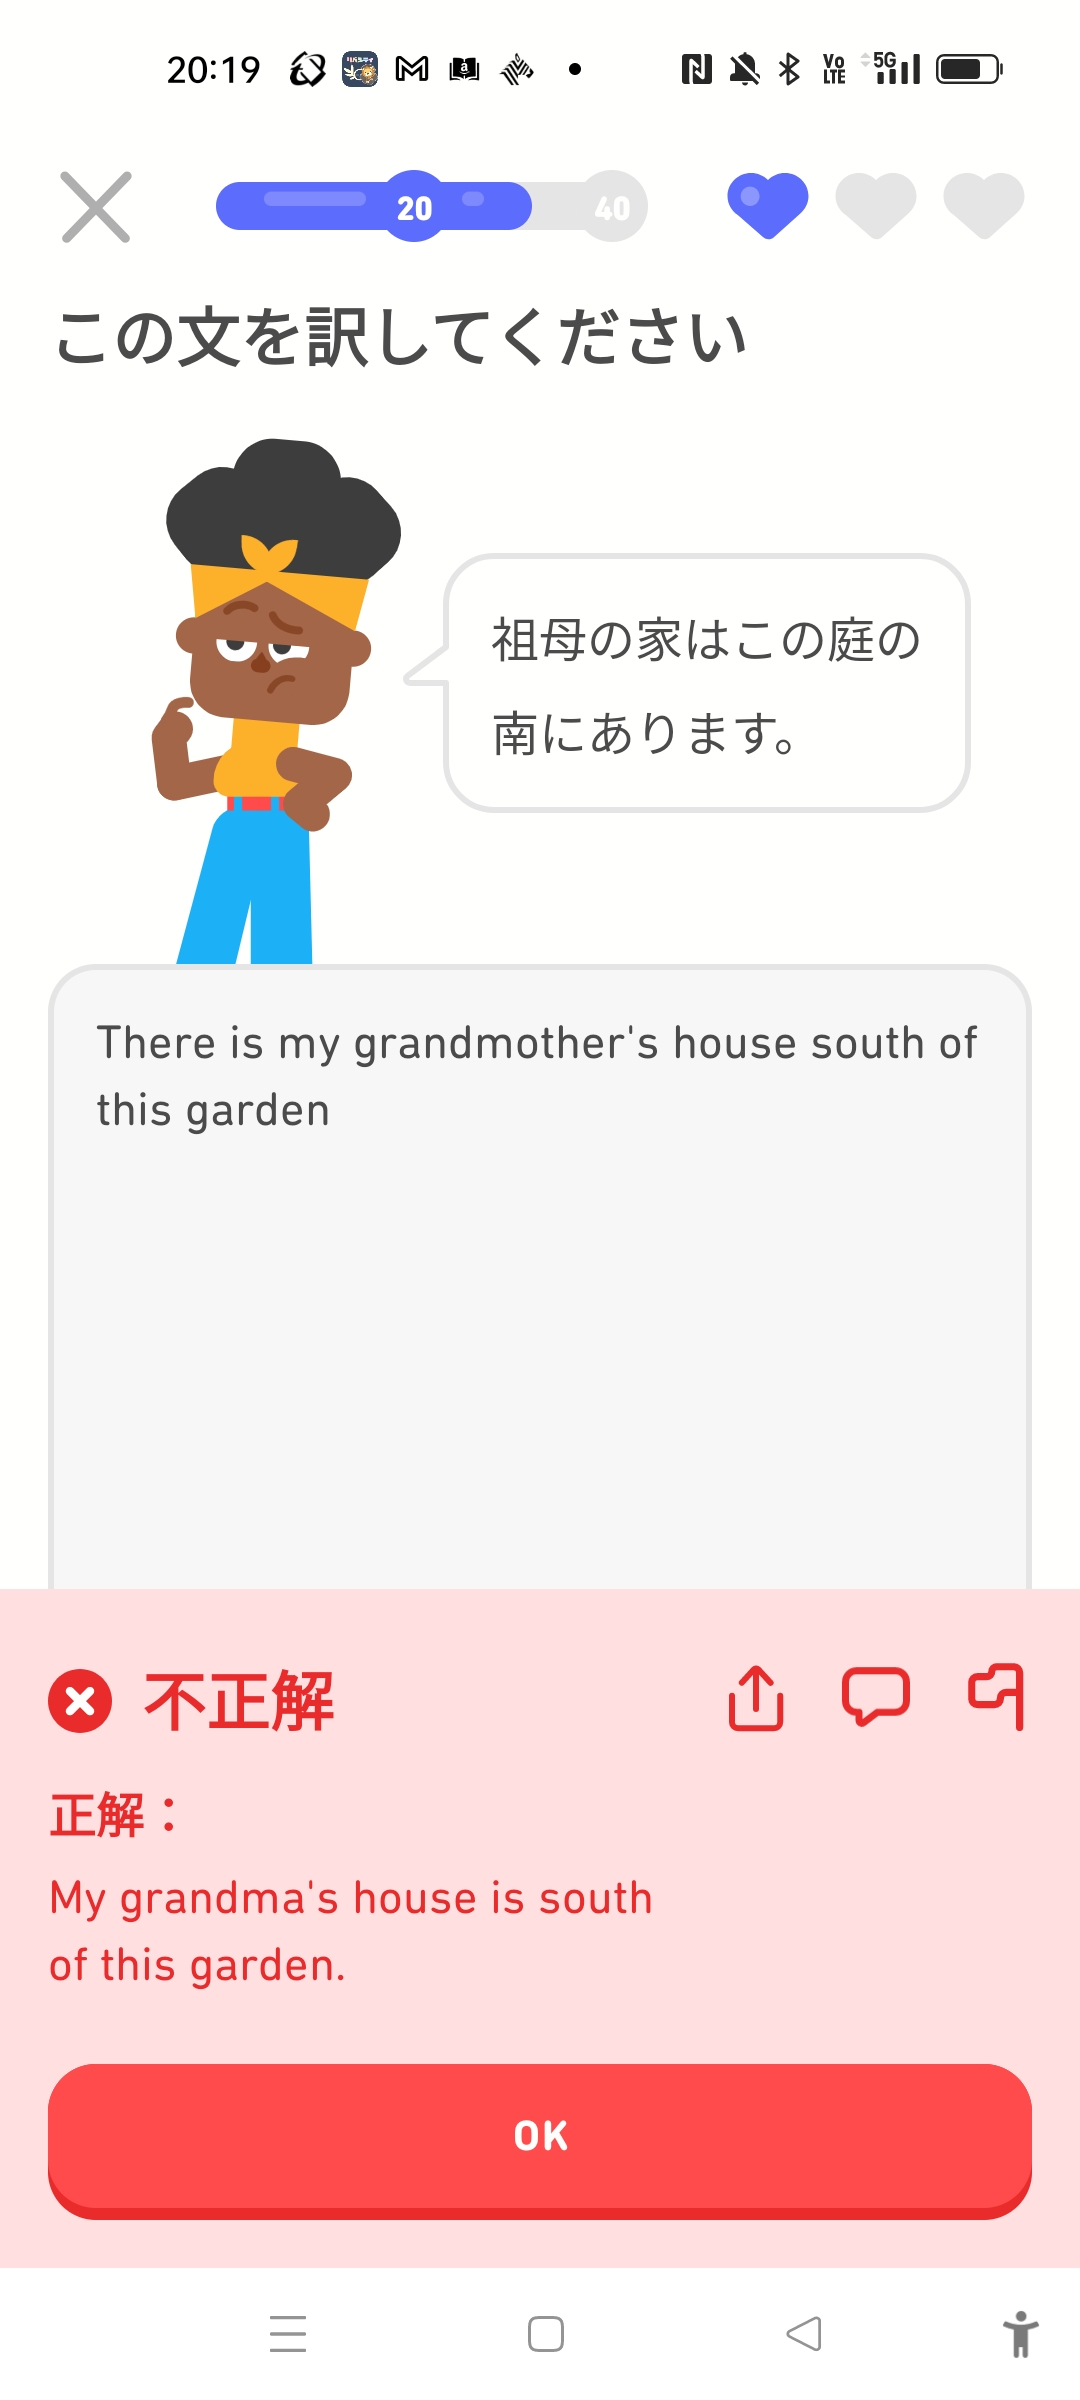 20:19
Vo
LTE
5G
20
40
この文を訳してください
祖母の家はこの庭の
南にあります。
There is my grandmother's house south of
this garden
不正解
正解：
My grandma's house is south
of this garden.
OK